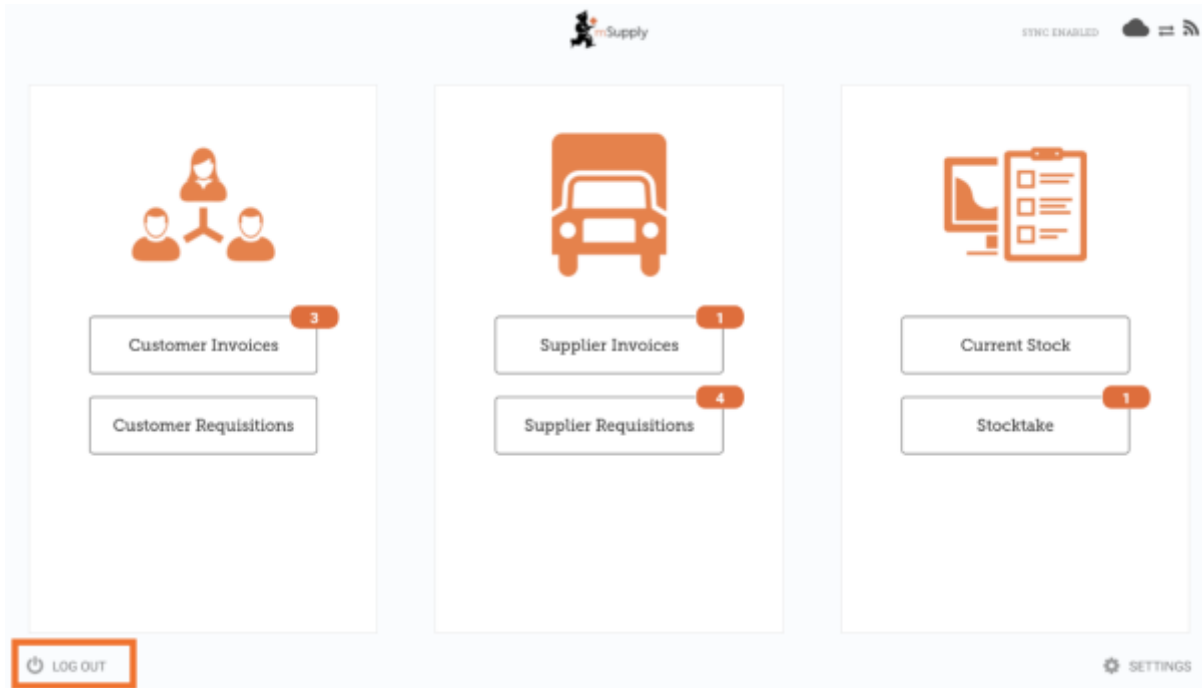 mSupply
SYNC ENABLED
3
Customer Invoices
Customer Requisitions
1
Supplier Invoices
4
Supplier Requisitions
Current Stock
1
Stocktake
LOG OUT
SETTINGS